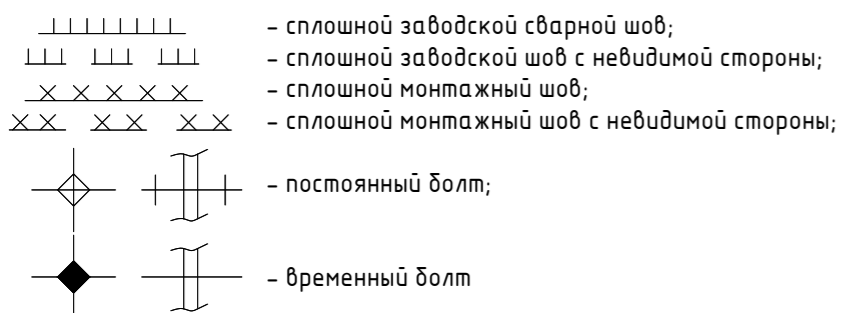 - сплошной заводской сварной шов;
- сплошной заводской шов с невидимой стороны;
- сплошной монтажный шов;
- сплошной монтажный шов с невидимой стороны;
- постоянный болт;
- временный болт